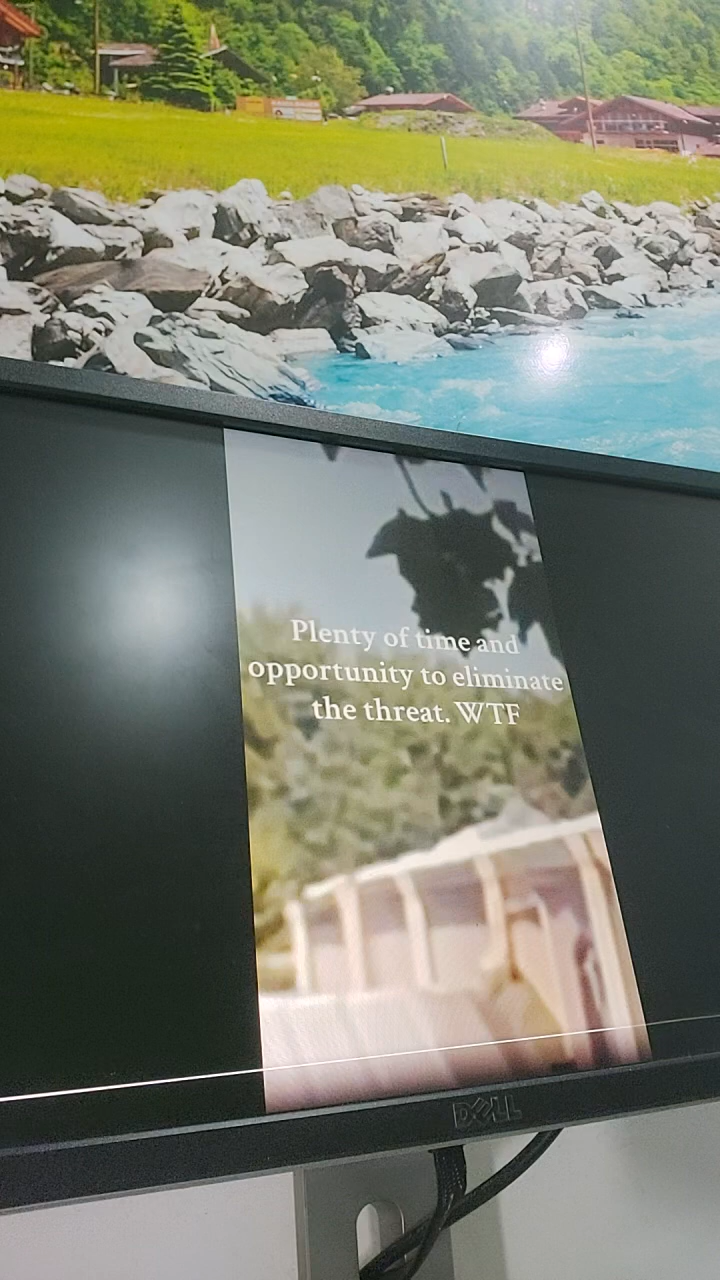 Plenty of time and
opportunity to eliminate
the threat. WTF
DELL